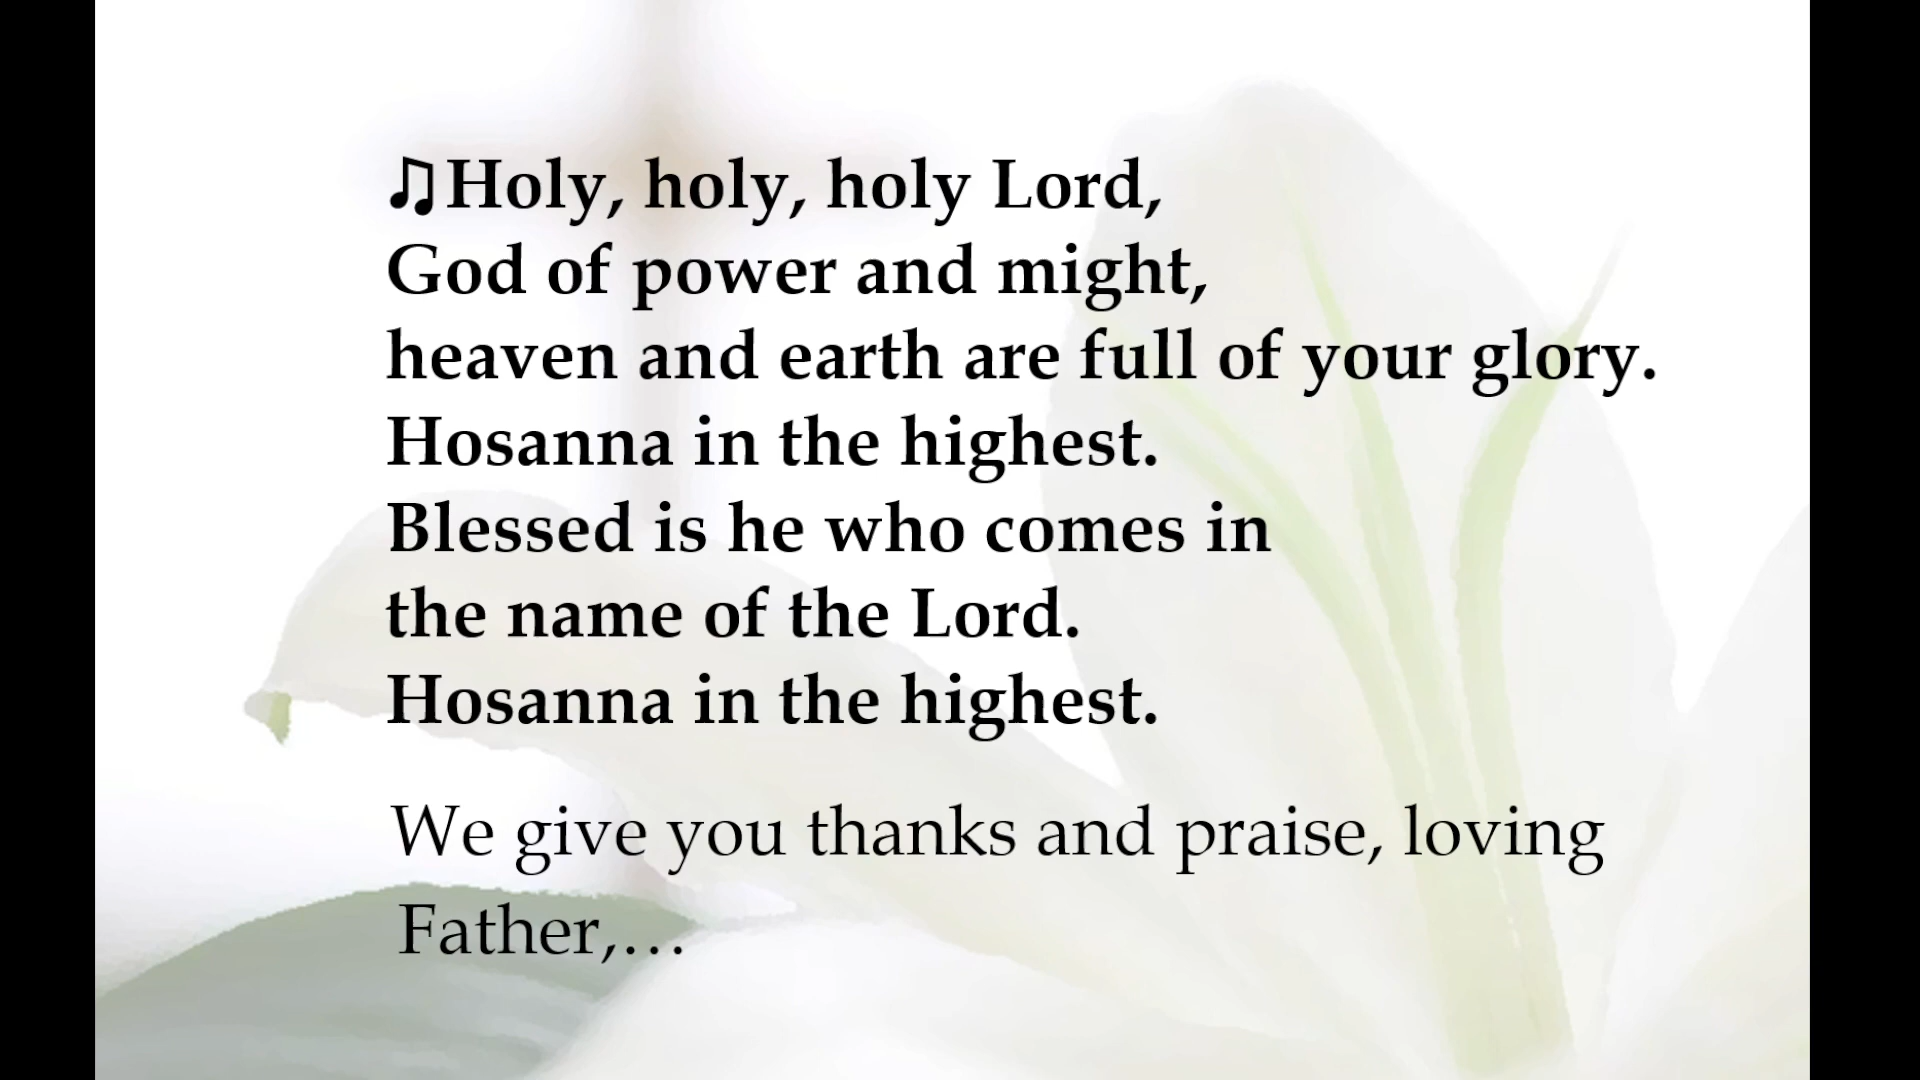 ♫Holy, holy, holy Lord,
God of power and might,
heaven and earth are full of your glory.
Hosanna in the highest.
Blessed is he who comes in
the name of the Lord.
Hosanna in the highest.
We give you thanks and praise, loving
Father,…